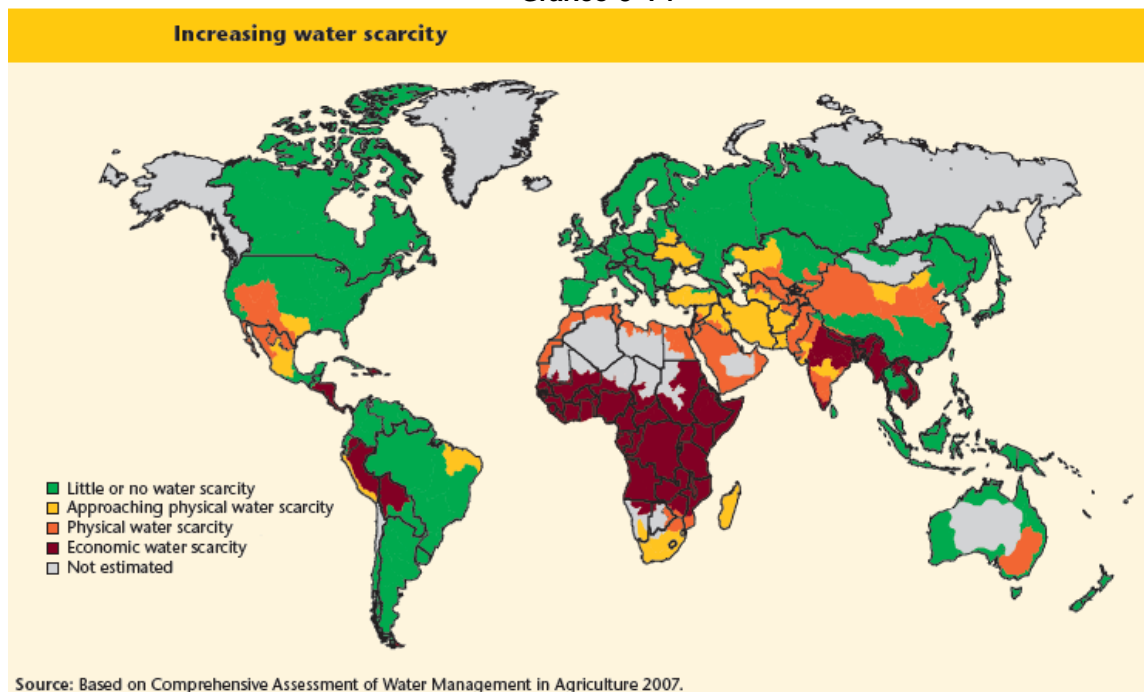 Increasing water scarcity
Little or no water scarcity
Approaching physical water scarcity
Physical water scarcity
Economic water scarcity
Not estimated
Source: Based on Comprehensive Assessment of Water Management in Agriculture 2007.